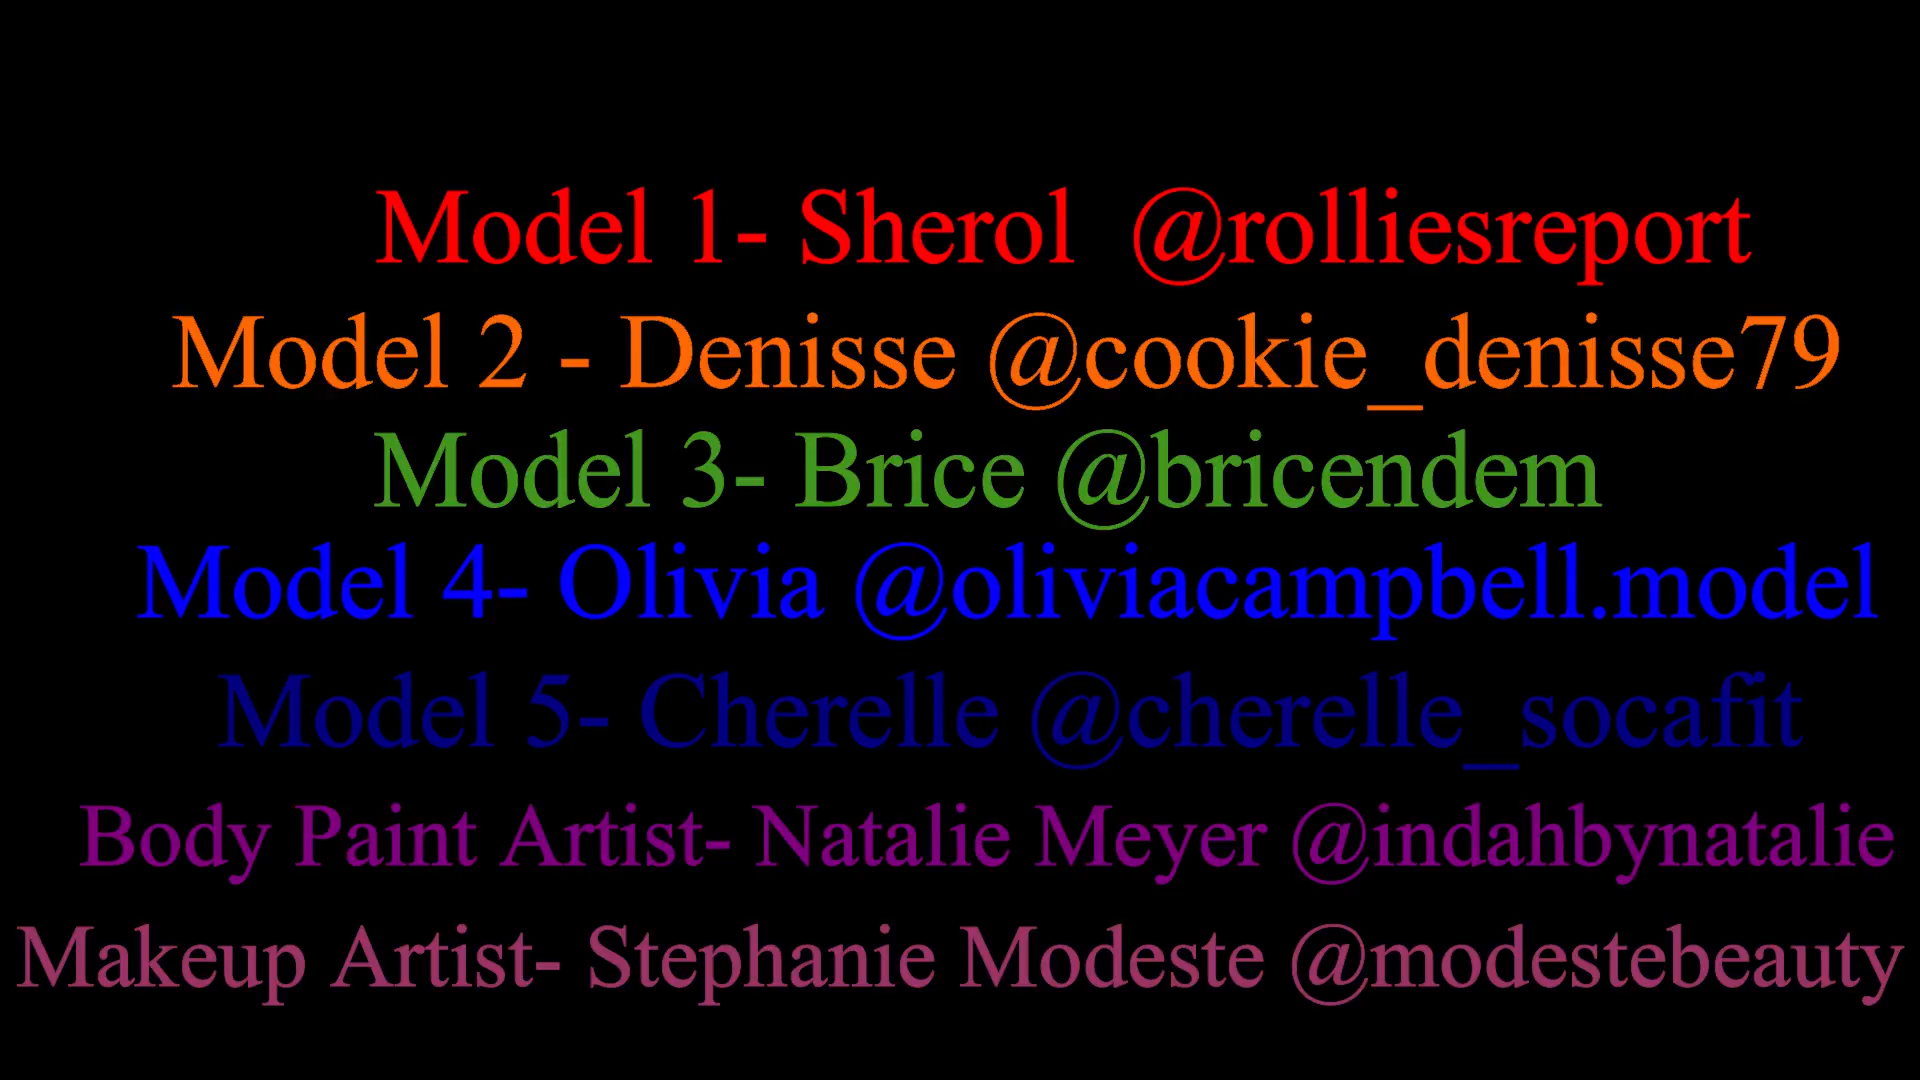 Model 1- Sherol  @rolliesreport
Model 2 - Denisse @cookie_denisse79
Model 3- Brice @bricendem
Model 4- Olivia @oliviacampbell.model
Model 5- Cherelle @cherelle_socafit
Body Paint Artist- Natalie Meyer @indahbynatalie
Makeup Artist- Stephanie Modeste @modestebeauty